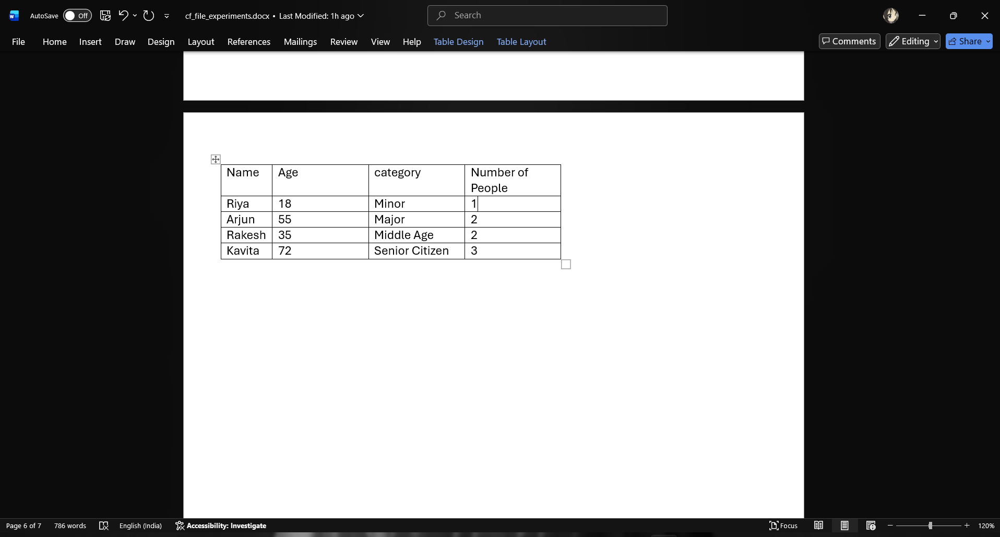 AutoSave Off cf_file_experiments.docx • Last Modified: 1h ago Search
File Home Insert Draw Design Layout References Mailings Review View Help Table Design Table Layout Comments Editing Share
Name Age category Number of
People
Riya 18 Minor 1
Arjun 55 Major 2
Rakesh 35 Middle Age 2
Kavita 72 Senior Citizen 3
Page 6 of 7 786 words English (India) Accessibility: Investigate Focus 120%